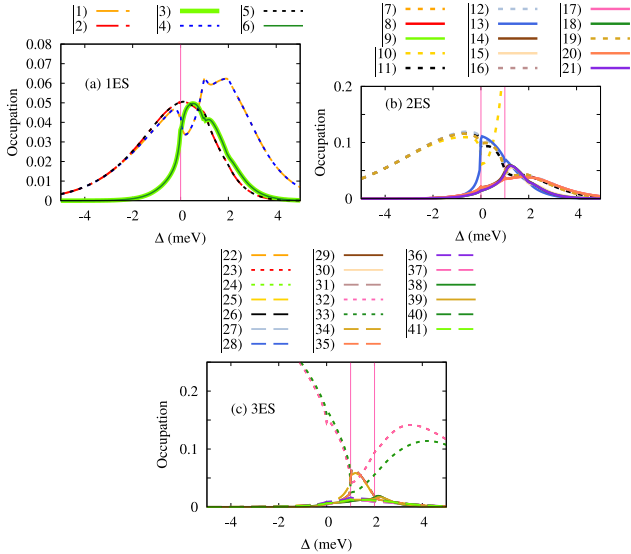 |1⟩ |3⟩ |5⟩
|2⟩ |4⟩ |6⟩
0.08
0.07
0.06
0.05
0.04
0.03
0.02
0.01
0
Occupation
(a) 1ES
-4 -2 0 2 4
Δ (meV)
|7⟩ |12⟩ |17⟩
|8⟩ |13⟩ |18⟩
|9⟩ |14⟩ |19⟩
|10⟩ |15⟩ |20⟩
|11⟩ |16⟩ |21⟩
0.2
0.1
0
Occupation
(b) 2ES
-4 -2 0 2 4
Δ (meV)
|22⟩ |29⟩ |36⟩
|23⟩ |30⟩ |37⟩
|24⟩ |31⟩ |38⟩
|25⟩ |32⟩ |39⟩
|26⟩ |33⟩ |40⟩
|27⟩ |34⟩ |41⟩
|28⟩ |35⟩
0.2
0.1
0
Occupation
(c) 3ES
-4 -2 0 2 4
Δ (meV)